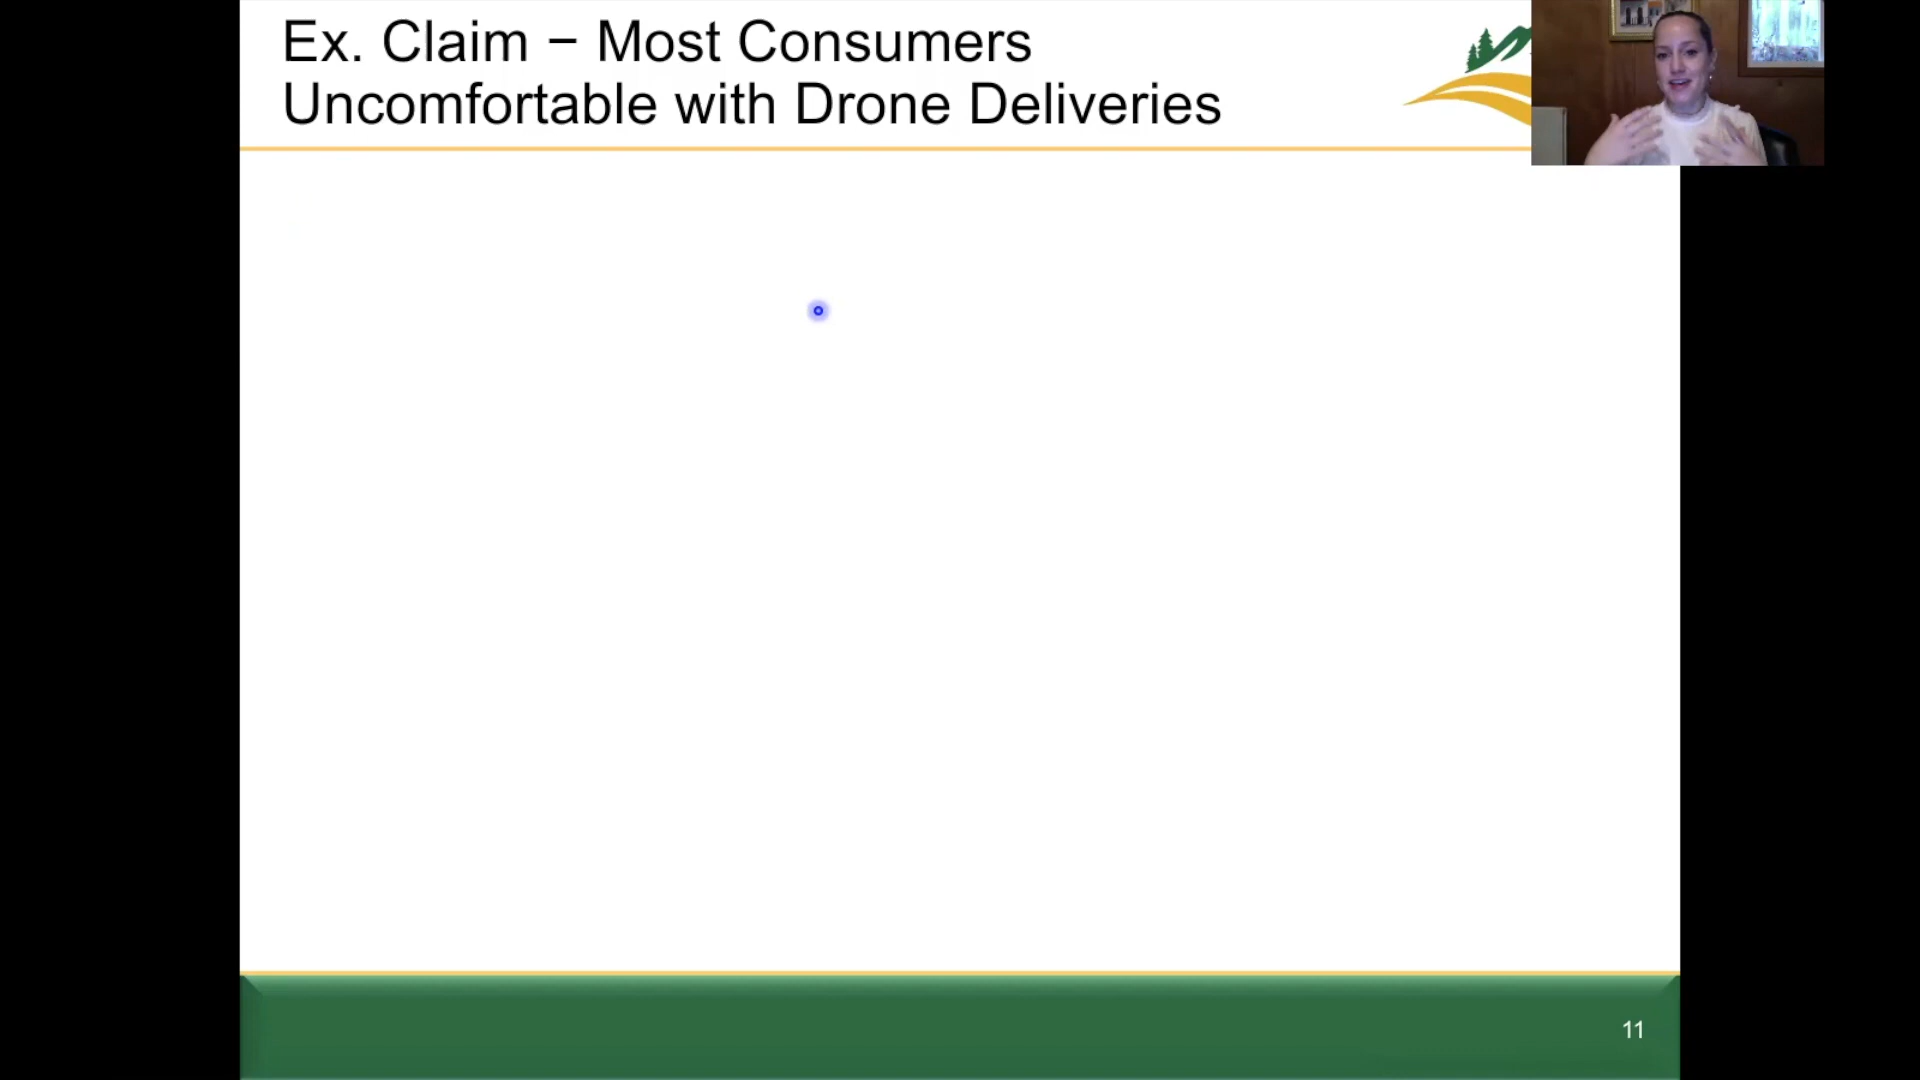 Ex. Claim – Most Consumers
Uncomfortable with Drone Deliveries
11